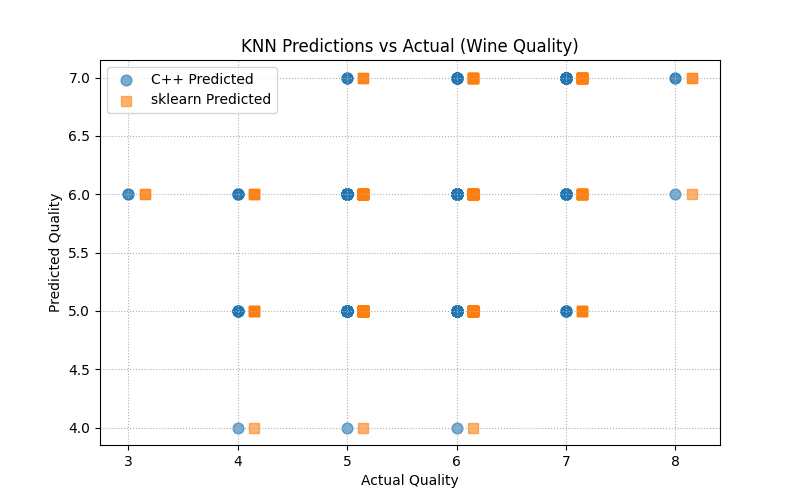 KNN Predictions vs Actual (Wine Quality)
C++ Predicted
sklearn Predicted
Predicted Quality
7.0
6.5
6.0
5.5
5.0
4.5
4.0
3 4 5 6 7 8
Actual Quality